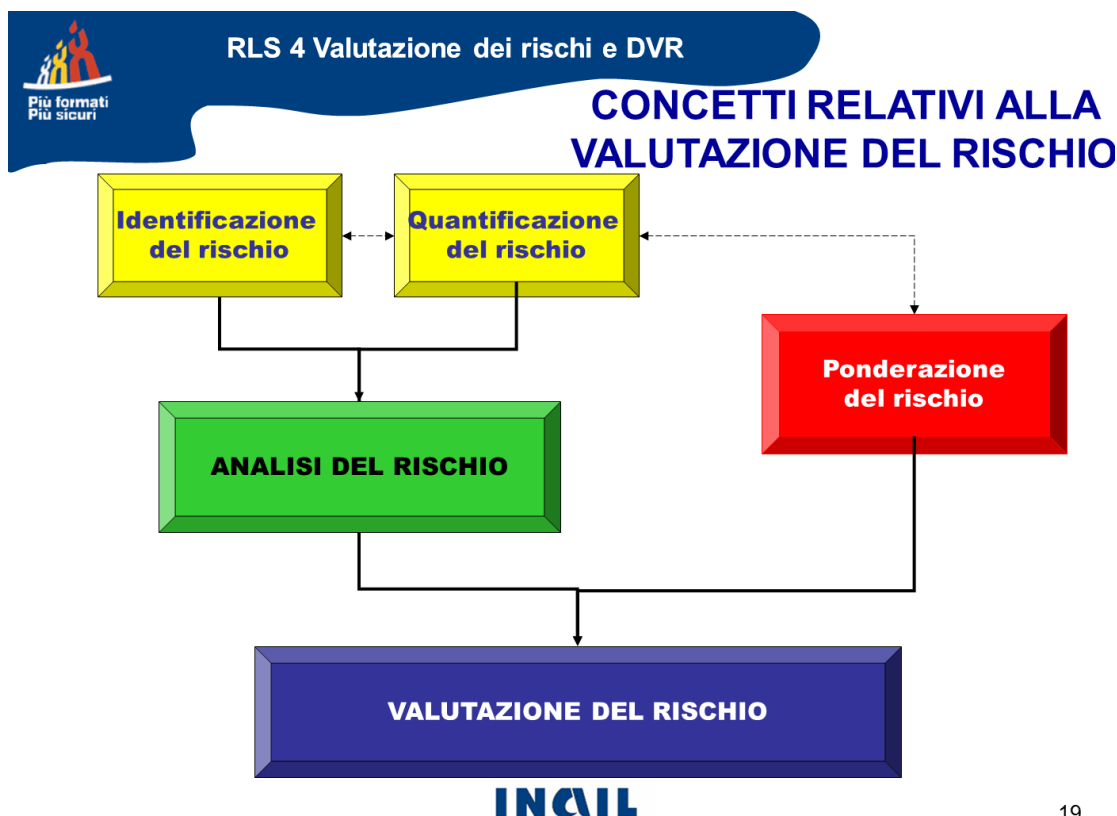 RLS 4 Valutazione dei rischi e DVR
Più formati
Più sicuri
CONCETTI RELATIVI ALLA
VALUTAZIONE DEL RISCHIO
Identificazione
del rischio
Quantificazione
del rischio
Ponderazione
del rischio
ANALISI DEL RISCHIO
VALUTAZIONE DEL RISCHIO
INAIL
19